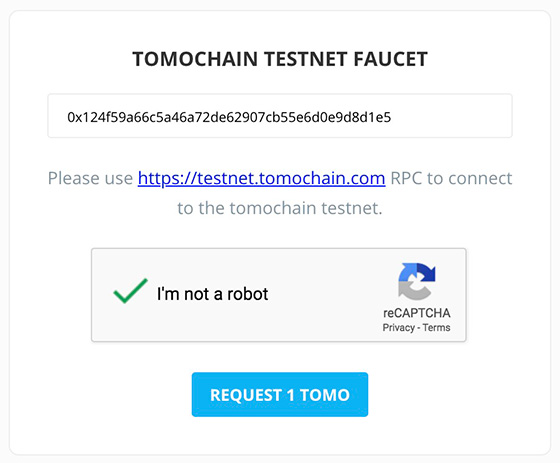 TOMOCHAIN TESTNET FAUCET
0x124f59a66c5a46a72de62907cb55e6d0e9d8d1e5
Please use https://testnet.tomochain.com RPC to connect
to the tomochain testnet.
I'm not a robot
reCAPTCHA
Privacy - Terms
REQUEST 1 TOMO